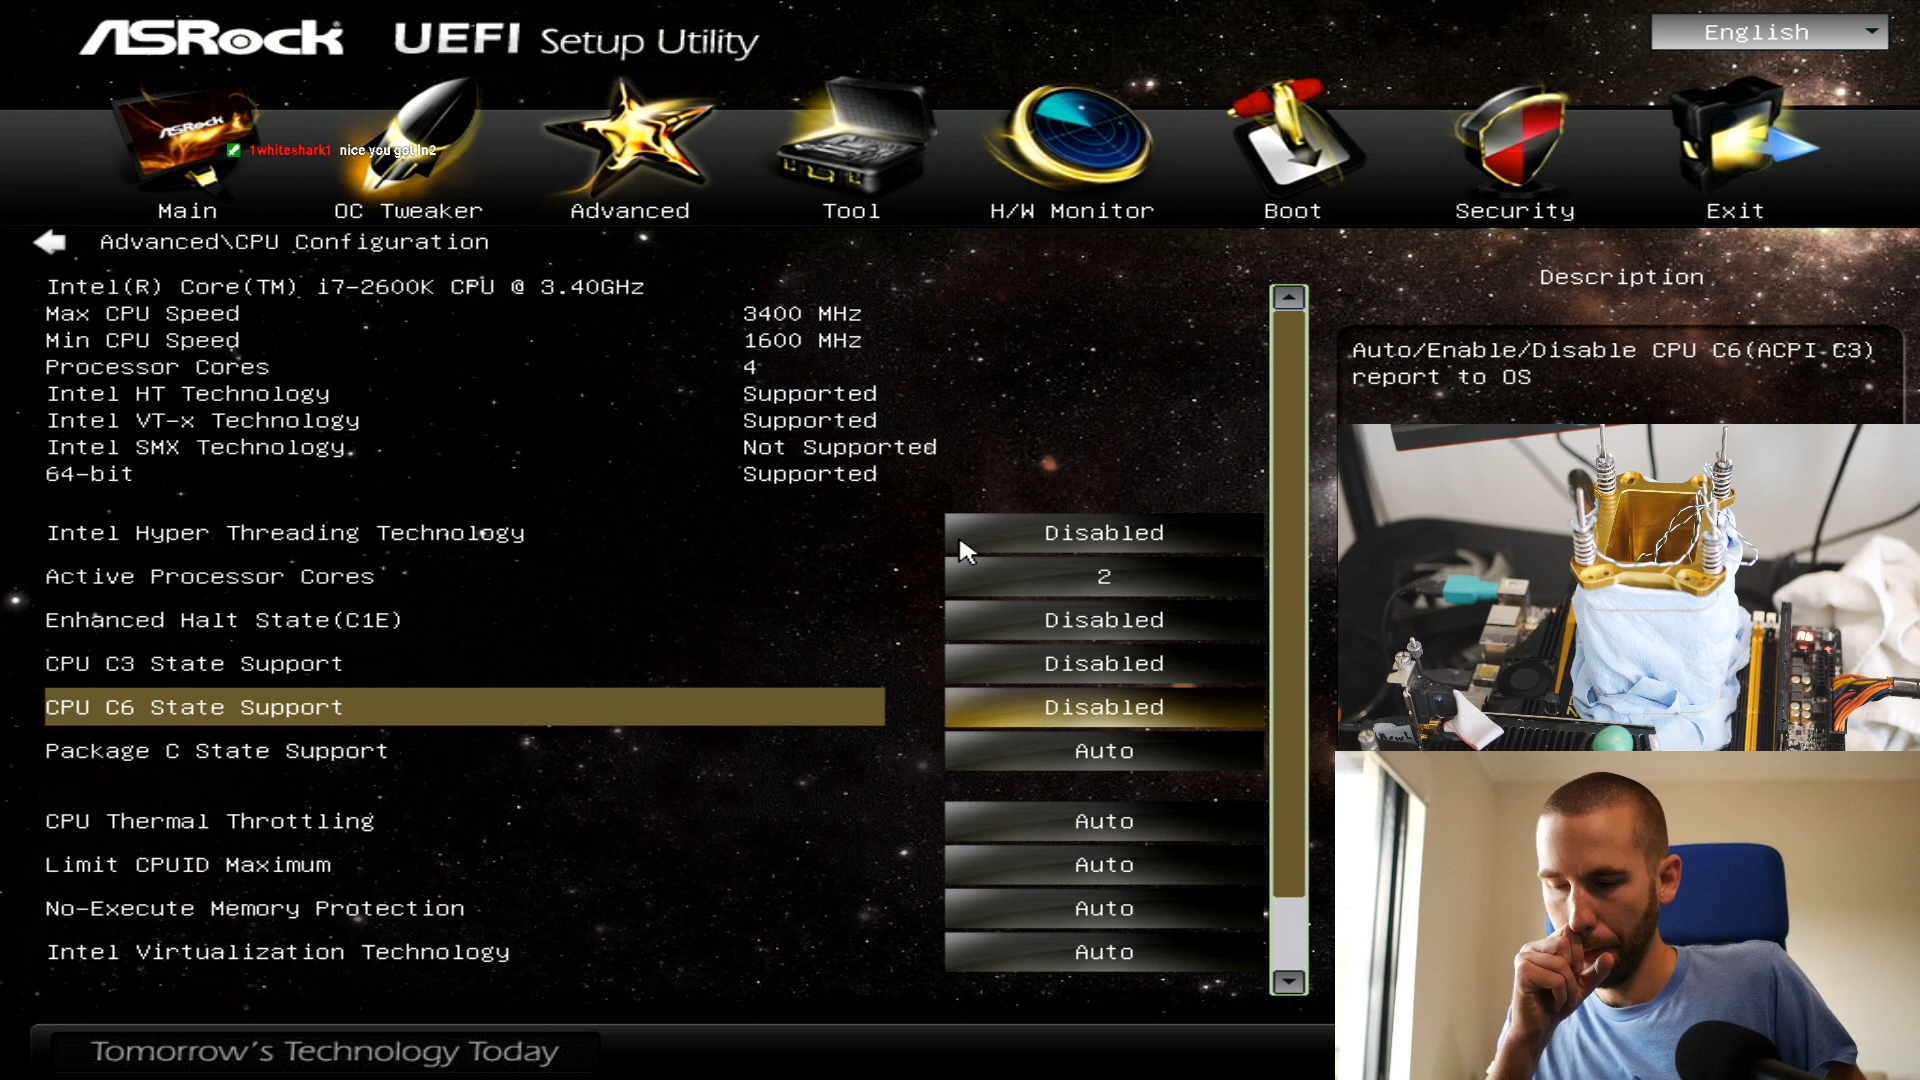 ASRock UEFI Setup Utility
English
ASRock
1whiteshark1 nice you got ln2
Main
OC Tweaker
Advanced
Tool
H/W Monitor
Boot
Security
Exit
Advanced\CPU Configuration
Intel(R) Core(TM) i7-2600K CPU @ 3.40GHz
Max CPU Speed 3400 MHz
Min CPU Speed 1600 MHz
Processor Cores 4
Intel HT Technology Supported
Intel VT-x Technology Supported
Intel SMX Technology Not Supported
64-bit Supported
Intel Hyper Threading Technology Disabled
Active Processor Cores 2
Enhanced Halt State(C1E) Disabled
CPU C3 State Support Disabled
CPU C6 State Support Disabled
Package C State Support Auto
CPU Thermal Throttling Auto
Limit CPUID Maximum Auto
No-Execute Memory Protection Auto
Intel Virtualization Technology Auto
Description
Auto/Enable/Disable CPU C6(ACPI C3)
report to OS
Tomorrow's Technology Today